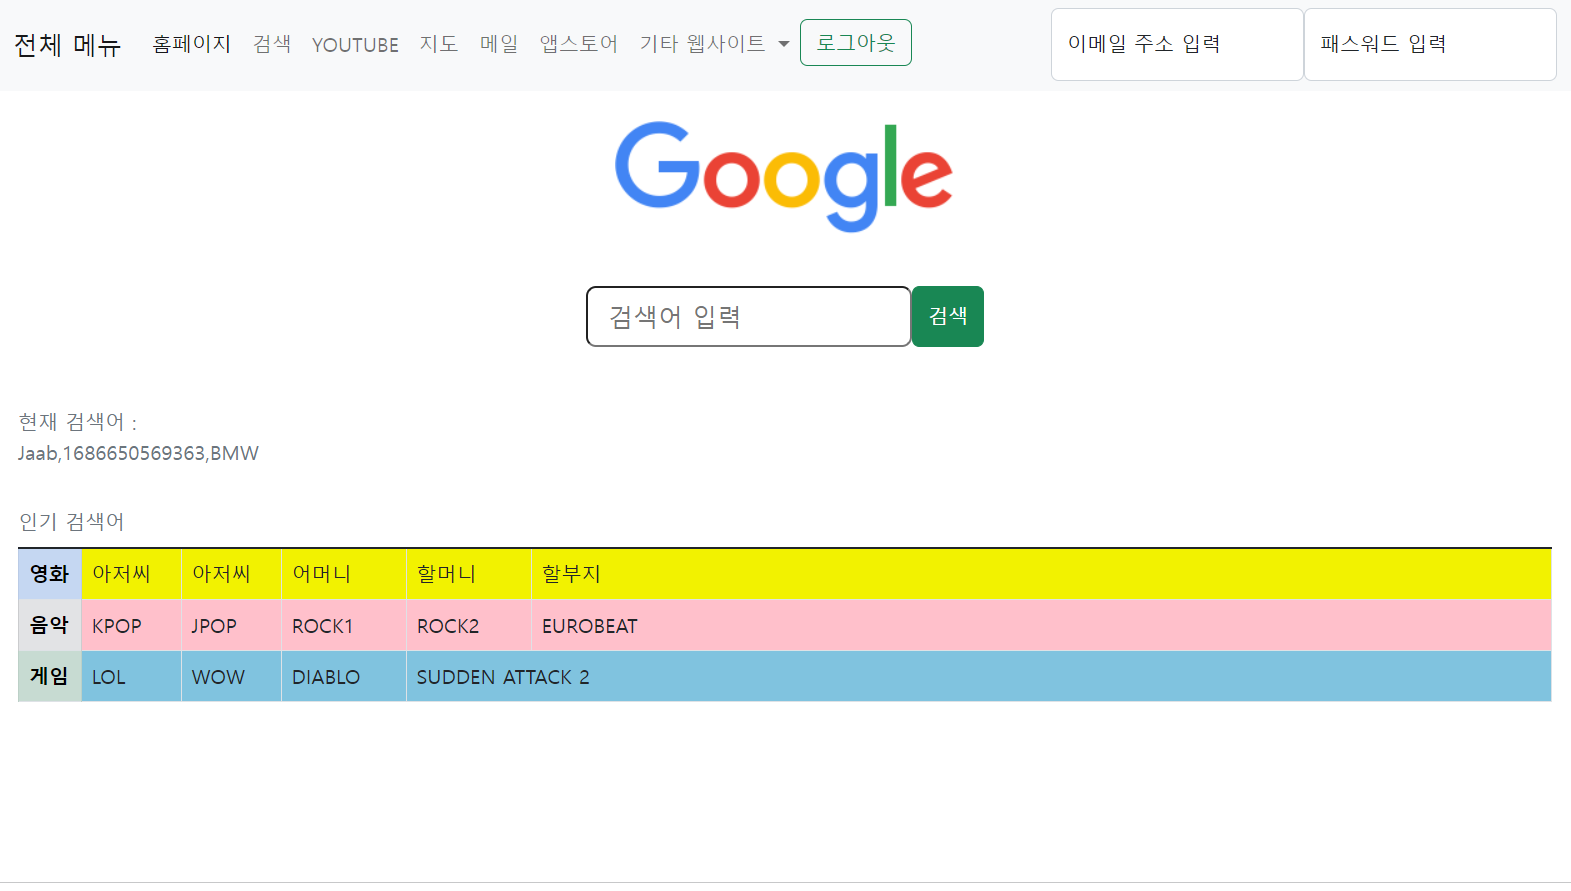 전체 메뉴 홈페이지 검색 YOUTUBE 지도 메일 앱스토어 기타 웹사이트 로그아웃 이메일 주소 입력 패스워드 입력
Google
검색어 입력 검색
현재 검색어 :
Jaab,1686650569363,BMW
인기 검색어
영화 아저씨 아저씨 어머니 할머니 할부지
음악 KPOP JPOP ROCK1 ROCK2 EUROBEAT
게임 LOL WOW DIABLO SUDDEN ATTACK 2